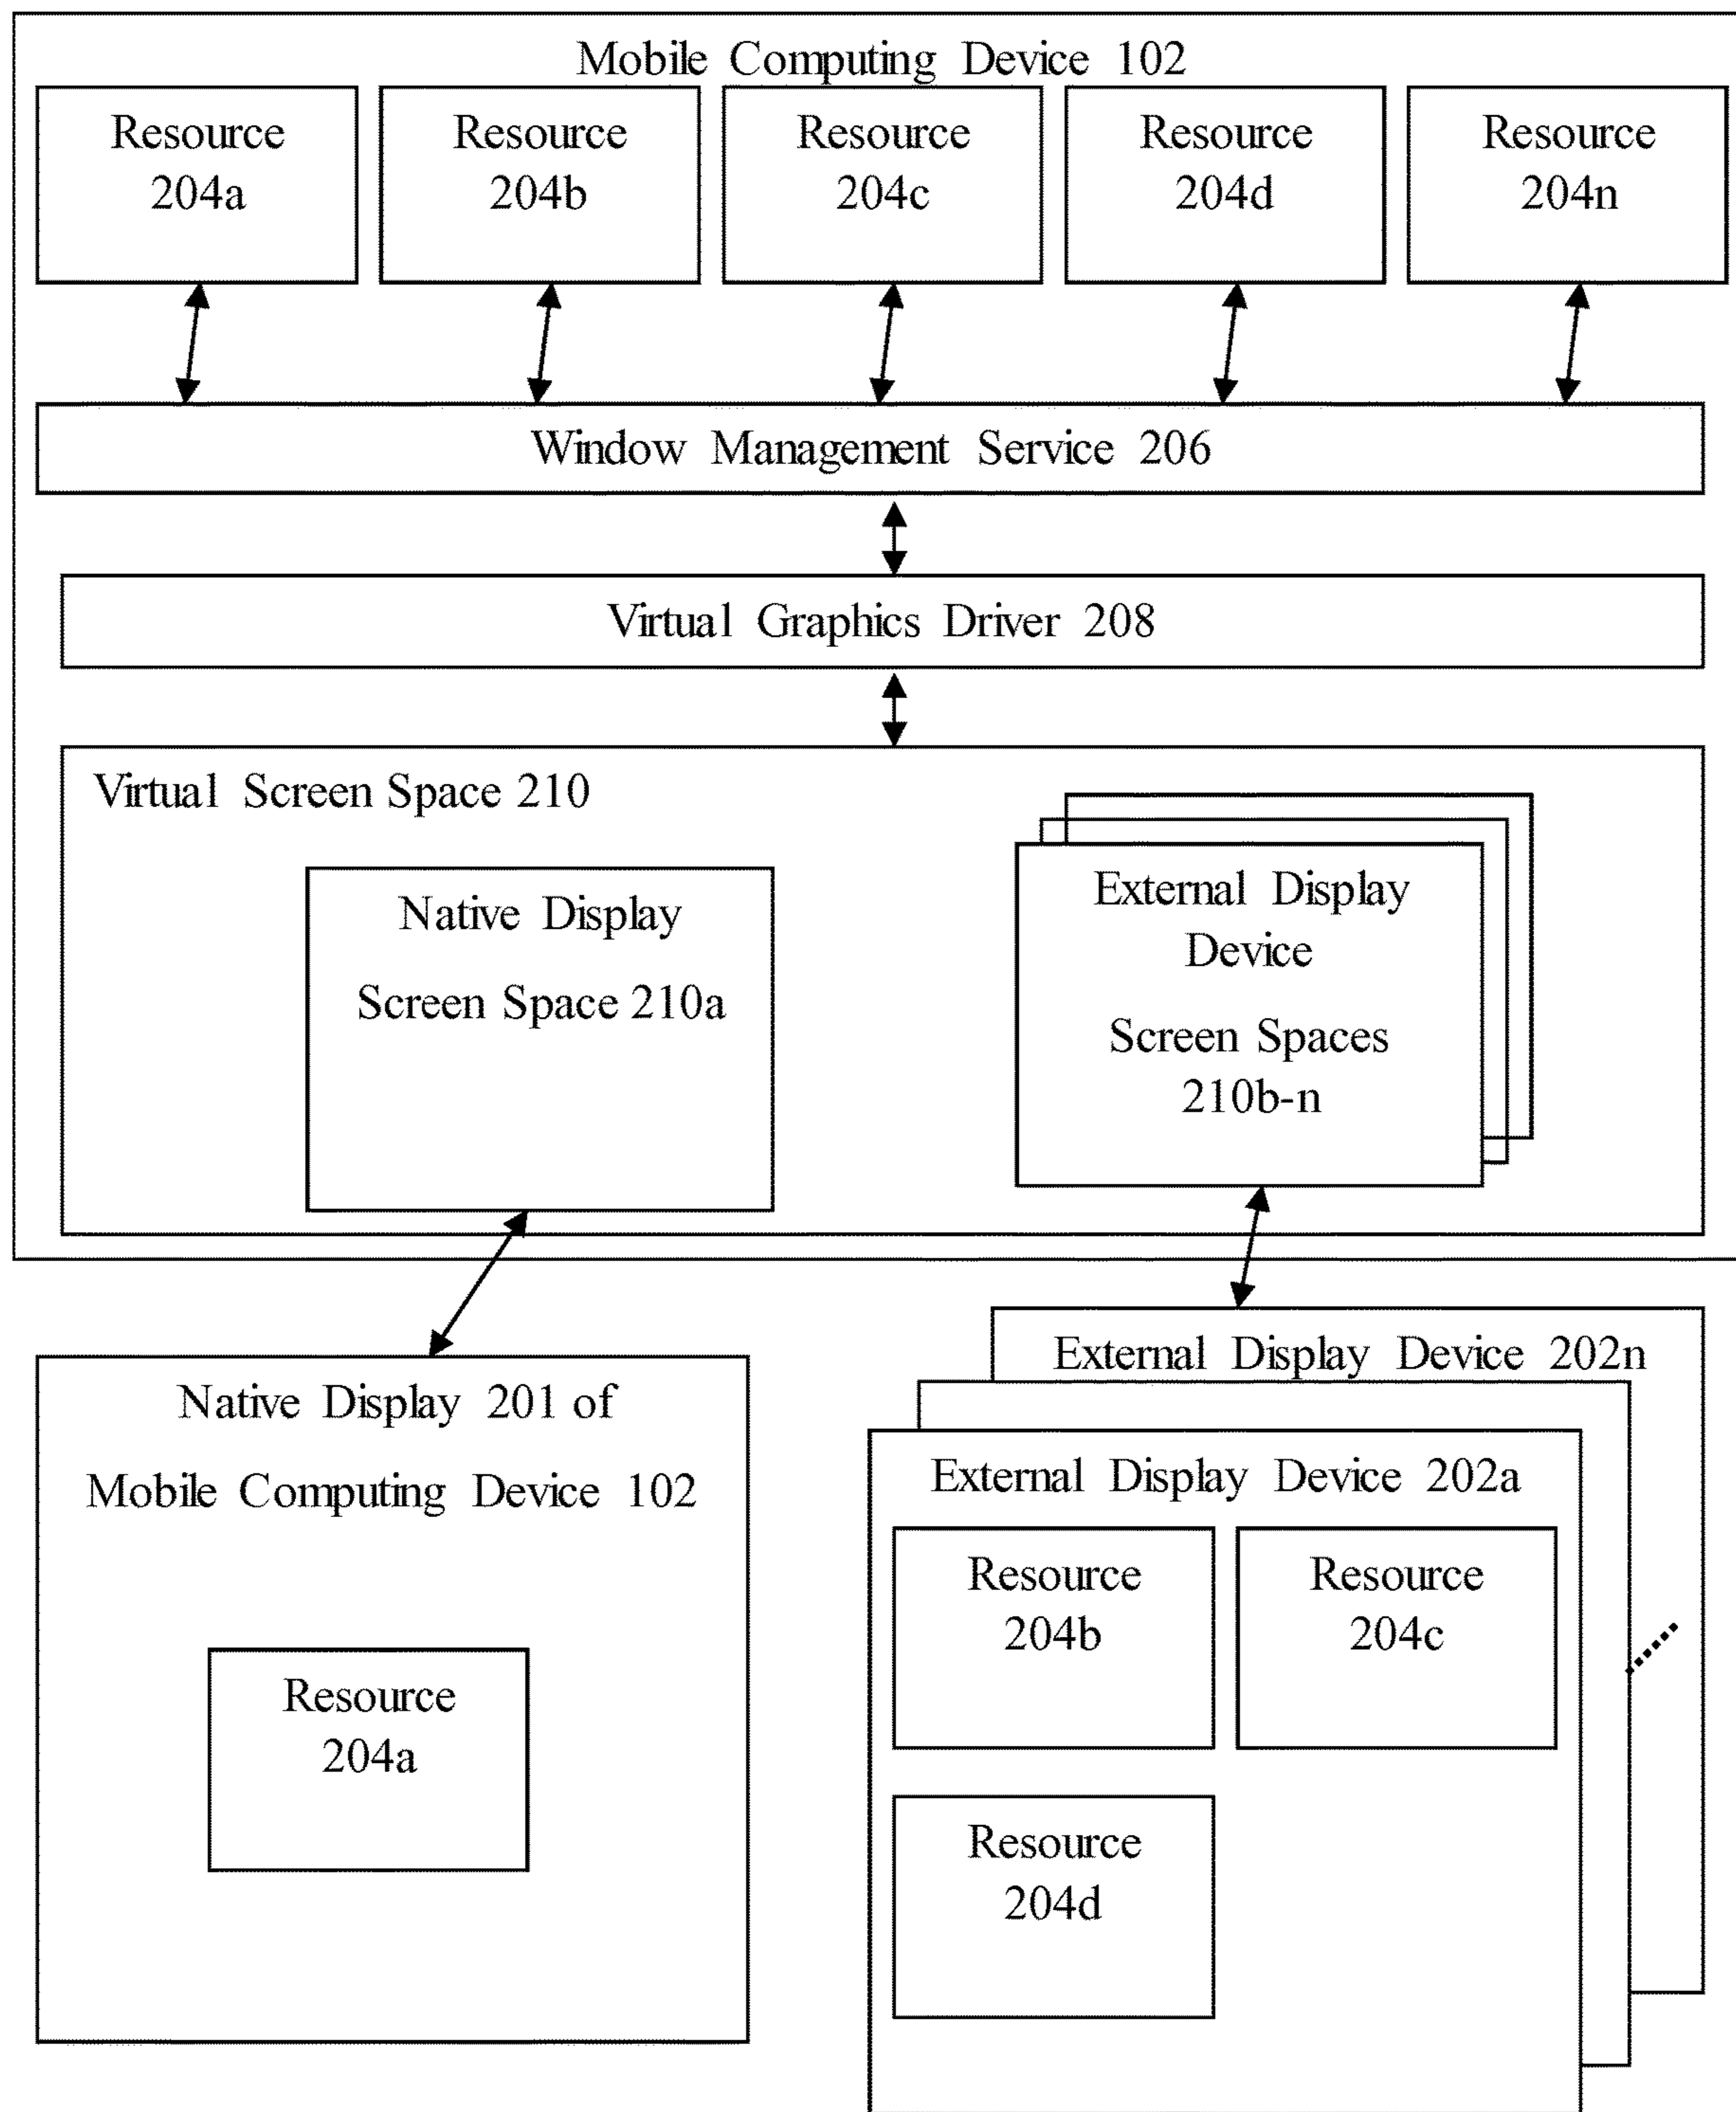 Mobile Computing Device 102
Resource
204a
Resource
204b
Resource
204c
Resource
204d
Resource
204n
Window Management Service 206
Virtual Graphics Driver 208
Virtual Screen Space 210
Native Display
Screen Space 210a
External Display
Device
Screen Spaces
210b-n
Native Display 201 of
Mobile Computing Device 102
Resource
204a
External Display Device 202n
External Display Device 202a
Resource
204b
Resource
204c
Resource
204d